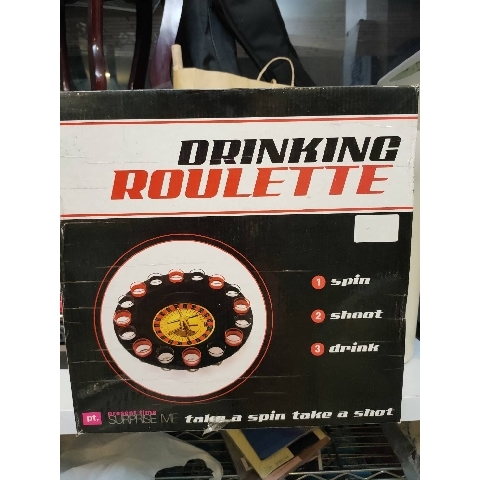 DRINKING
ROULETTE
1 spin
2 shoot
3 drink
pt.
present time
SURPRISE ME
take a spin take a shot